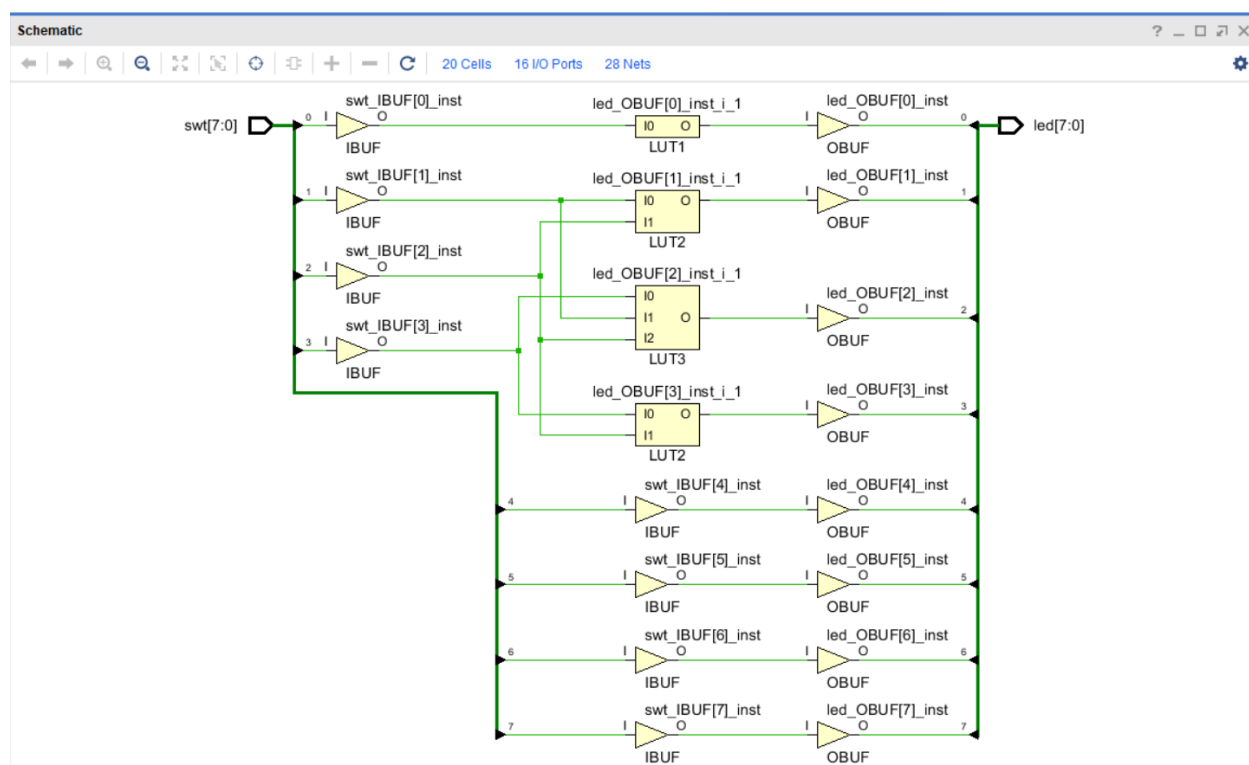 Schematic
? _
20 Cells 16 I/O Ports 28 Nets
swt[7:0]
0 I swt_IBUF[0]_inst O
IBUF
led_OBUF[0]_inst_i_1
I0 O
LUT1
I led_OBUF[0]_inst O 0
OBUF
led[7:0]
1 I swt_IBUF[1]_inst O
IBUF
led_OBUF[1]_inst_i_1
I0 O
I1
LUT2
I led_OBUF[1]_inst O 1
OBUF
2 I swt_IBUF[2]_inst O
IBUF
led_OBUF[2]_inst_i_1
I0
I1 O
I2
LUT3
I led_OBUF[2]_inst O 2
OBUF
3 I swt_IBUF[3]_inst O
IBUF
led_OBUF[3]_inst_i_1
I0 O
I1
LUT2
I led_OBUF[3]_inst O 3
OBUF
4 I swt_IBUF[4]_inst O
IBUF
I led_OBUF[4]_inst O 4
OBUF
5 I swt_IBUF[5]_inst O
IBUF
I led_OBUF[5]_inst O 5
OBUF
6 I swt_IBUF[6]_inst O
IBUF
I led_OBUF[6]_inst O 6
OBUF
7 I swt_IBUF[7]_inst O
IBUF
I led_OBUF[7]_inst O 7
OBUF